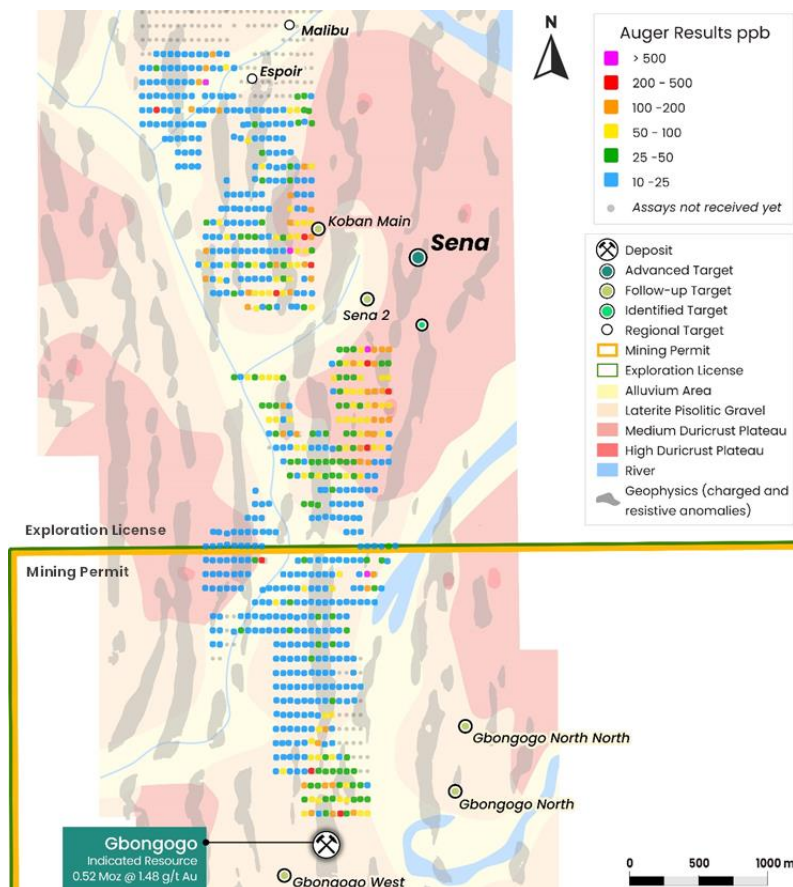 Malibu
Espoir
Koban Main
Sena
Sena 2
N
Auger Results ppb
> 500
200 - 500
100 -200
50 - 100
25 -50
10 -25
Assays not received yet
Deposit
Advanced Target
Follow-up Target
Identified Target
Regional Target
Mining Permit
Exploration License
Alluvium Area
Laterite Pisolitic Gravel
Medium Duricrust Plateau
High Duricrust Plateau
River
Geophysics (charged and
resistive anomalies)
Exploration License
Mining Permit
Gbongogo North North
Gbongogo North
Gbongogo
Indicated Resource
0.52 Moz @ 1.48 g/t Au
Gbongogo West
0 500 1000 m